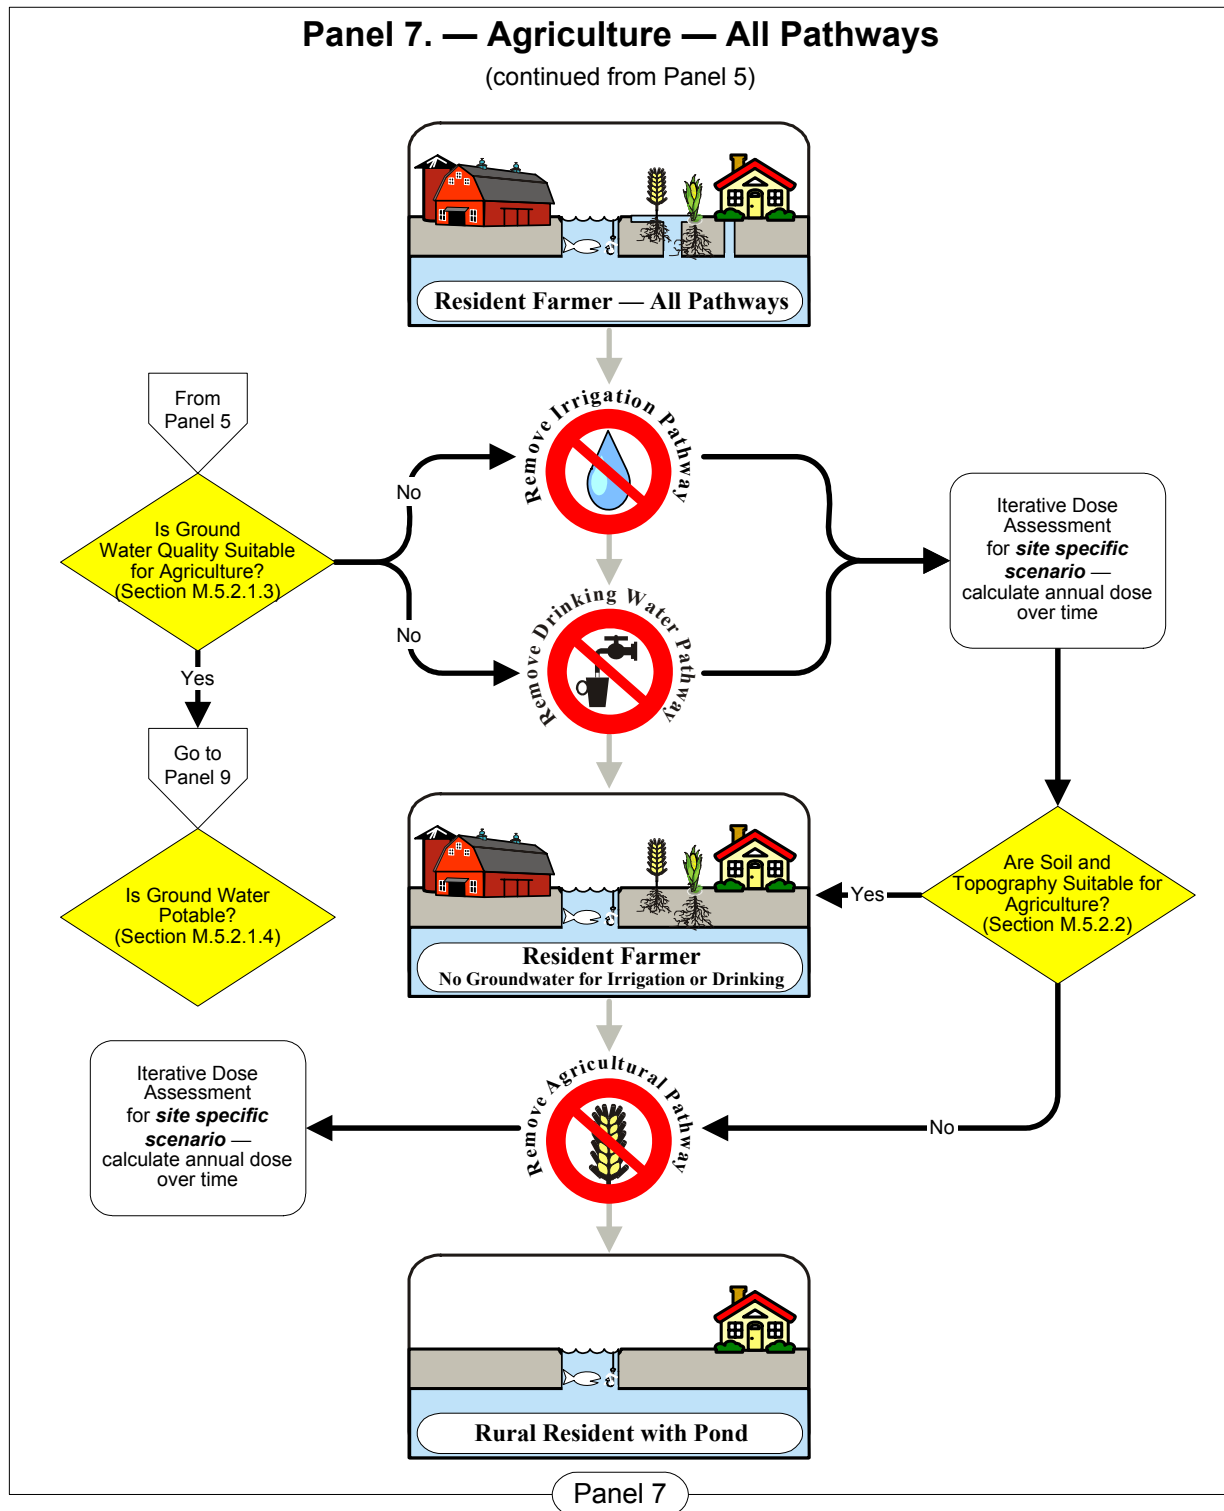 Panel 7. — Agriculture — All Pathways
(continued from Panel 5)
Resident Farmer — All Pathways
From
Panel 5
Remove Irrigation Pathway
No
Is Ground
Water Quality Suitable
for Agriculture?
(Section M.5.2.1.3)
Iterative Dose
Assessment
for site specific
scenario —
calculate annual dose
over time
No
Remove Drinking Water Pathway
Yes
Go to
Panel 9
Is Ground Water
Potable?
(Section M.5.2.1.4)
Are Soil and
Topography Suitable for
Agriculture?
(Section M.5.2.2)
Yes
Resident Farmer
No Groundwater for Irrigation or Drinking
Remove Agricultural Pathway
No
Iterative Dose
Assessment
for site specific
scenario —
calculate annual dose
over time
Rural Resident with Pond
Panel 7